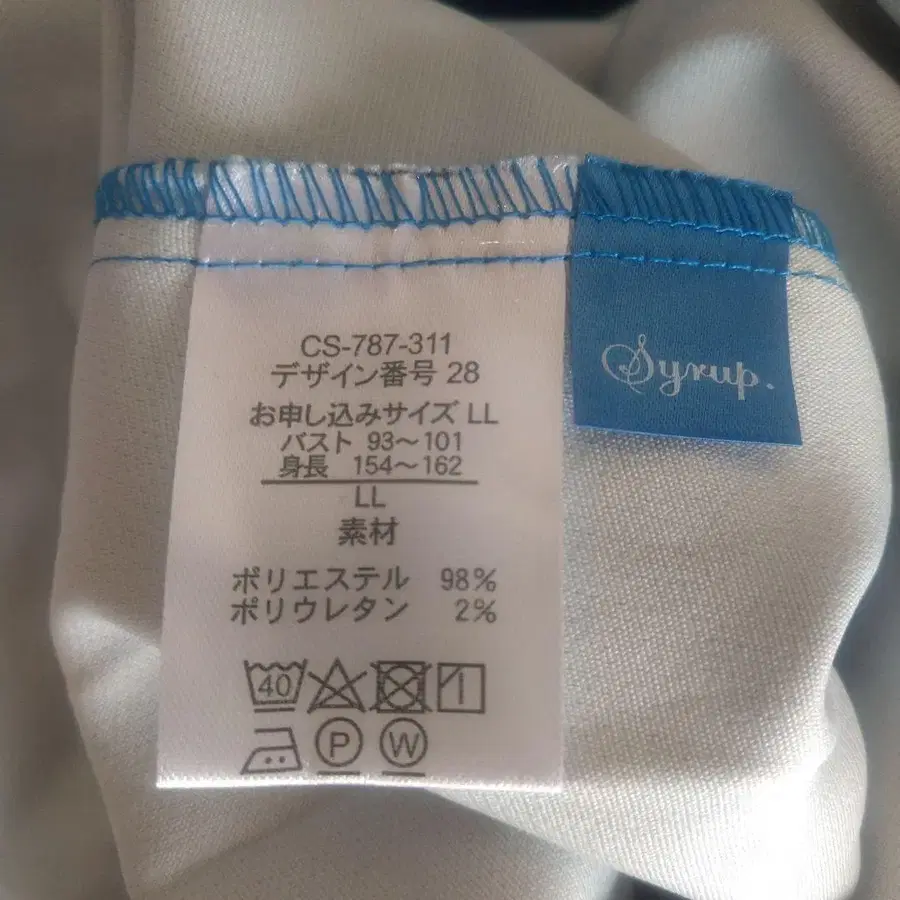 CS-787-311
デザイン番号 28
お申し込みサイズ LL
バスト 93～101
身長 154～162
LL
素材
ポリエステル 98%
ポリウレタン 2%
40
P W
Syrup.